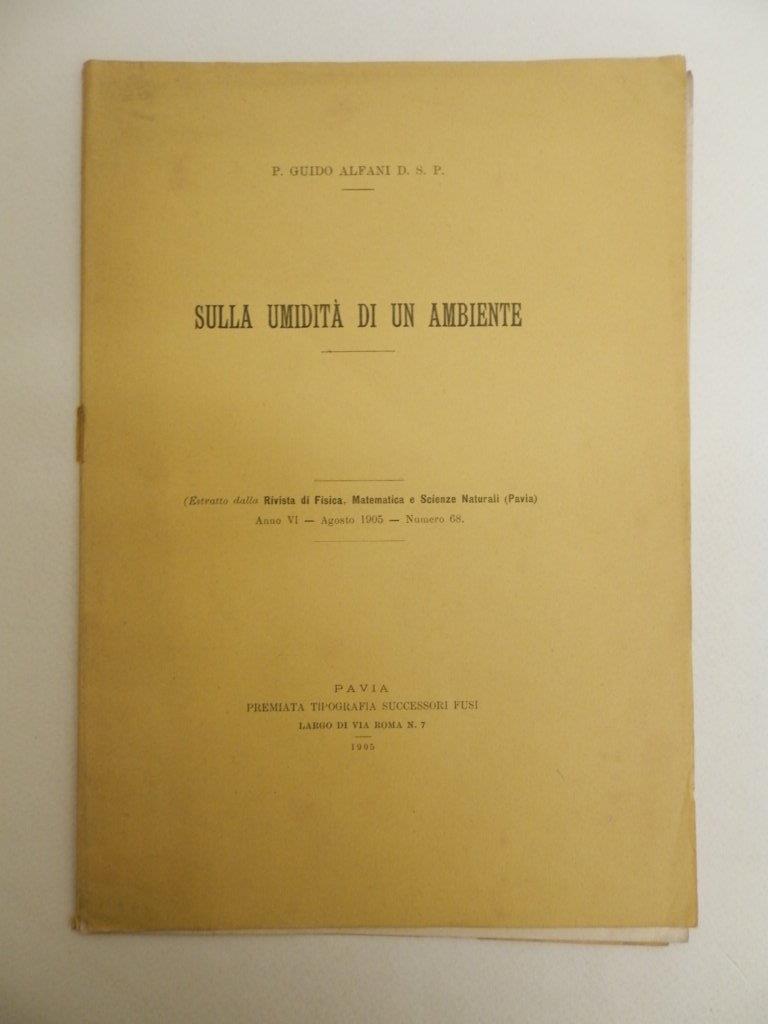 P. GUIDO ALFANI D. S. P.
SULLA UMIDITÀ DI UN AMBIENTE
(Estratto dalla Rivista di Fisica, Matematica e Scienze Naturali (Pavia)
Anno VI — Agosto 1905 — Numero 68.
PAVIA
PREMIATA TIPOGRAFIA SUCCESSORI FUSI
LARGO DI VIA ROMA N. 7
1905